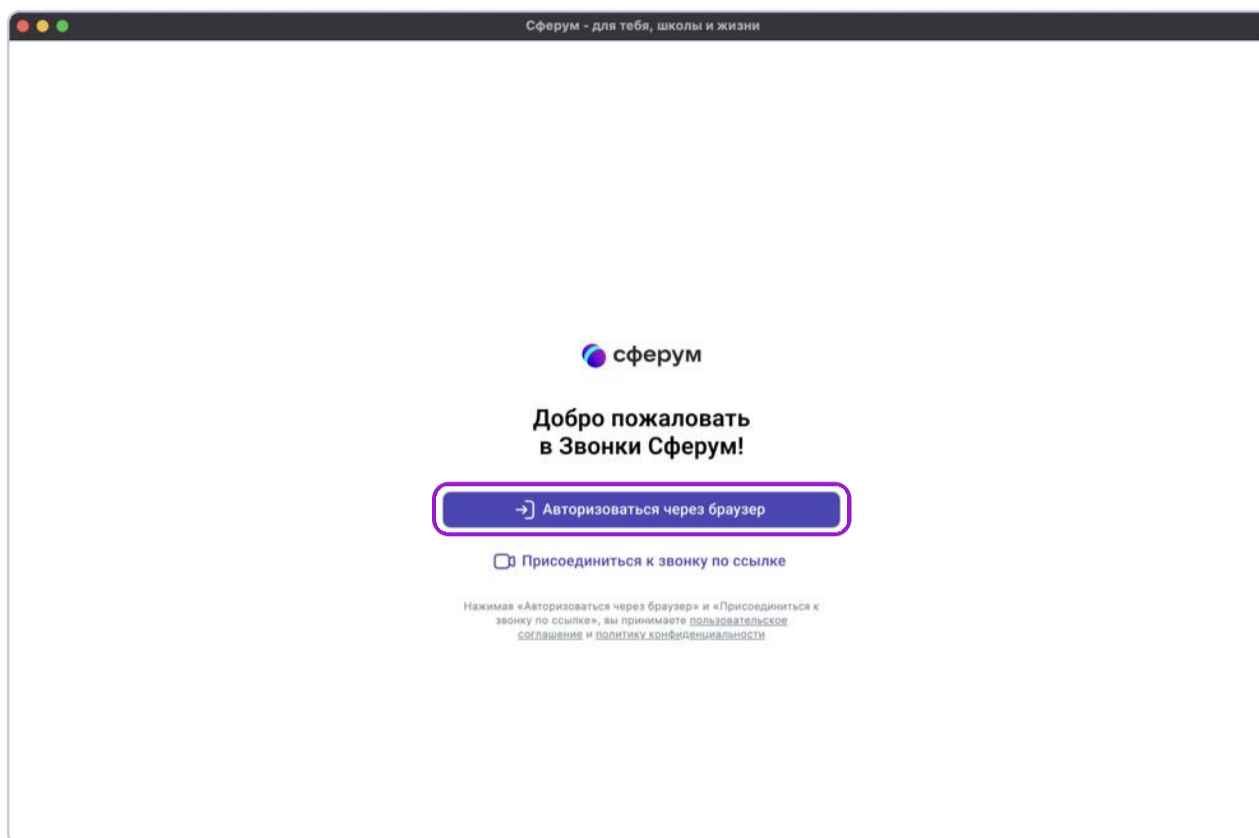 Сферум - для тебя, школы и жизни
сферум
Добро пожаловать
в Звонки Сферум!
Авторизоваться через браузер
Присоединиться к звонку по ссылке
Нажимая «Авторизоваться через браузер» и «Присоединиться к
звонку по ссылке», вы принимаете пользовательское
соглашение и политику конфиденциальности